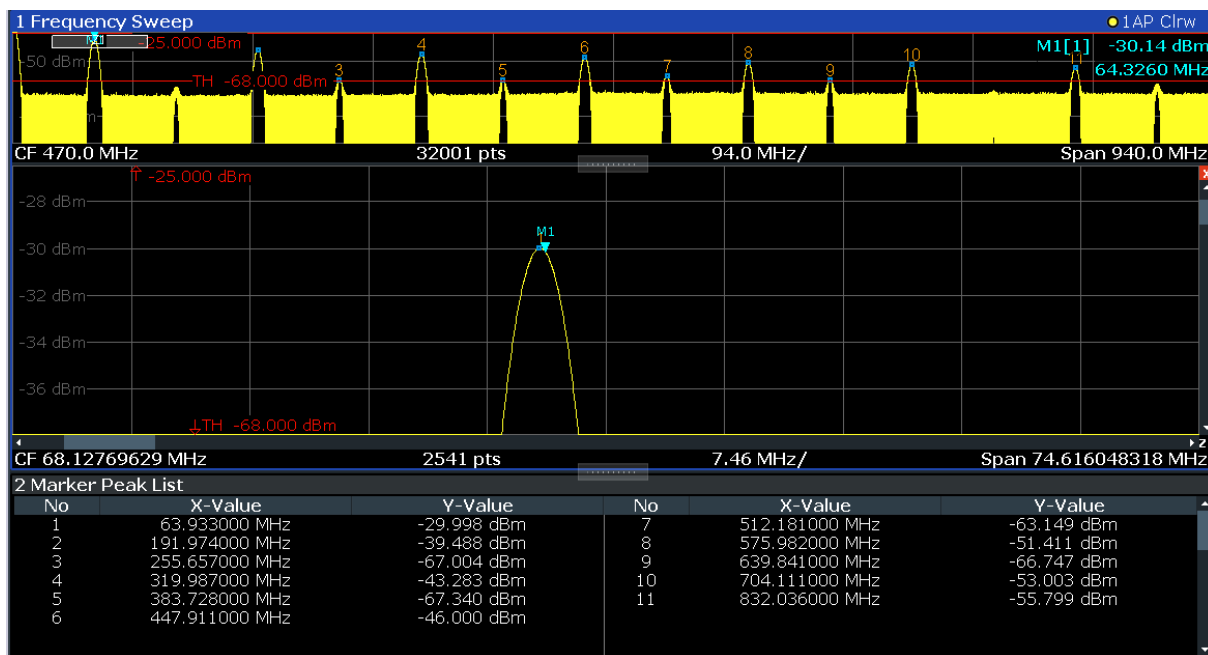 1 Frequency Sweep
1AP Clrw
M1
-25.000 dBm
-50 dBm
TH -68.000 dBm
3
4
5
6
7
8
9
10
11
M1[1] -30.14 dBm
64.3260 MHz
CF 470.0 MHz 32001 pts 94.0 MHz/ Span 940.0 MHz
-25.000 dBm
-28 dBm
M1
-30 dBm
-32 dBm
-34 dBm
-36 dBm
TH -68.000 dBm
CF 68.12769629 MHz 2541 pts 7.46 MHz/ Span 74.616048318 MHz
2 Marker Peak List
No X-Value Y-Value No X-Value Y-Value
1 63.933000 MHz -29.998 dBm 7 512.181000 MHz -63.149 dBm
2 191.974000 MHz -39.488 dBm 8 575.982000 MHz -51.411 dBm
3 255.657000 MHz -67.004 dBm 9 639.841000 MHz -66.747 dBm
4 319.987000 MHz -43.283 dBm 10 704.111000 MHz -53.003 dBm
5 383.728000 MHz -67.340 dBm 11 832.036000 MHz -55.799 dBm
6 447.911000 MHz -46.000 dBm